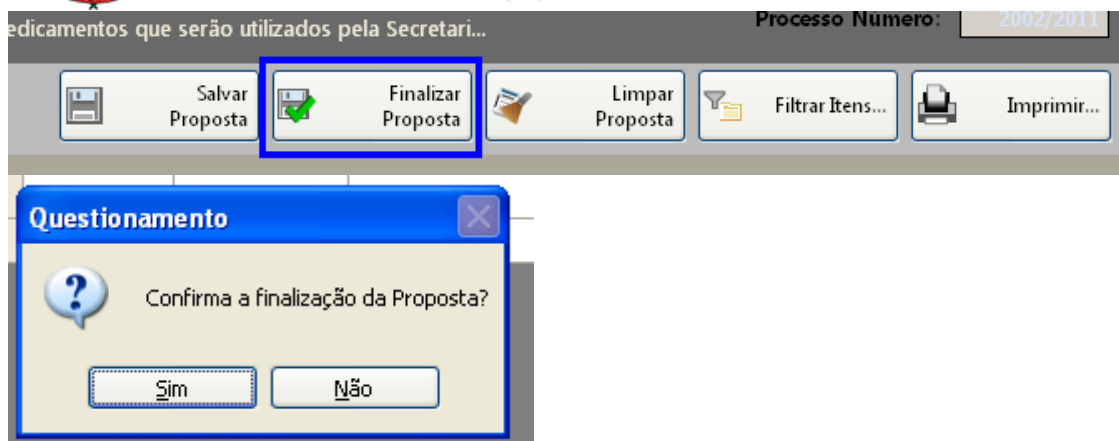 edicamentos que serão utilizados pela Secretari...
Processo Número: 2002/2011
Salvar
Proposta
Finalizar
Proposta
Limpar
Proposta
Filtrar Itens...
Imprimir...
Questionamento
Confirma a finalização da Proposta?
Sim
Não